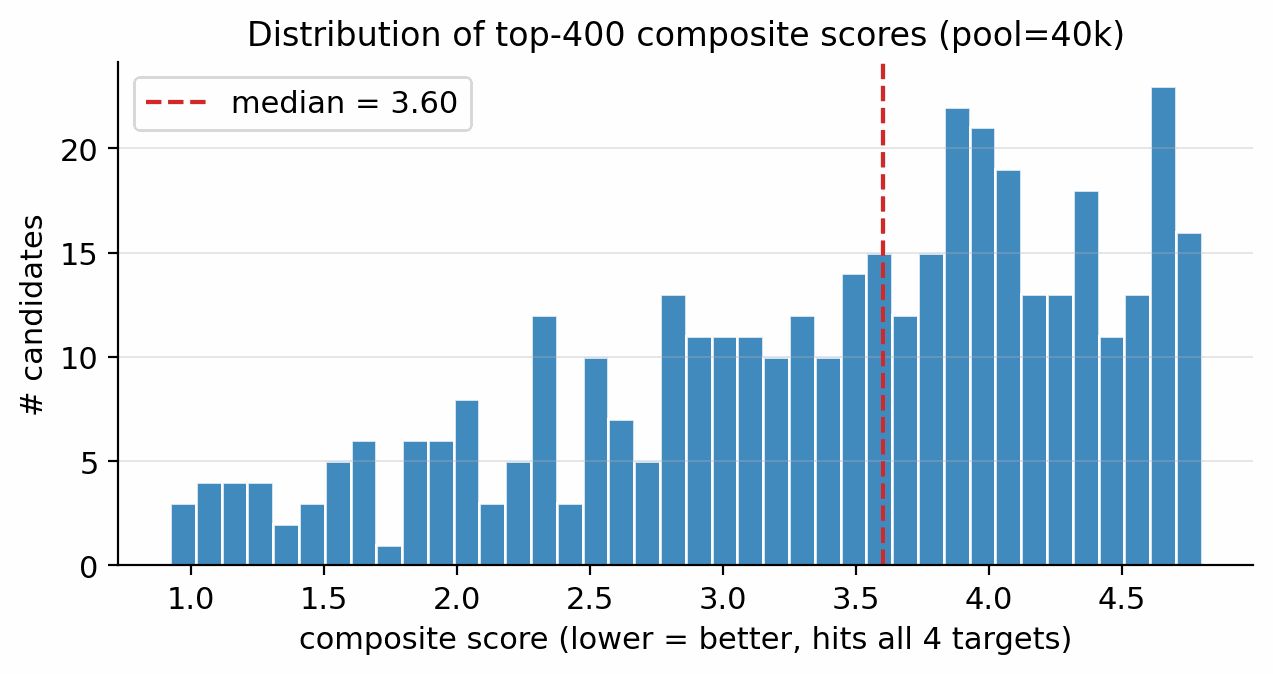 Distribution of top-400 composite scores (pool=40k)
median = 3.60
# candidates
20
15
10
5
0
1.0 1.5 2.0 2.5 3.0 3.5 4.0 4.5
composite score (lower = better, hits all 4 targets)